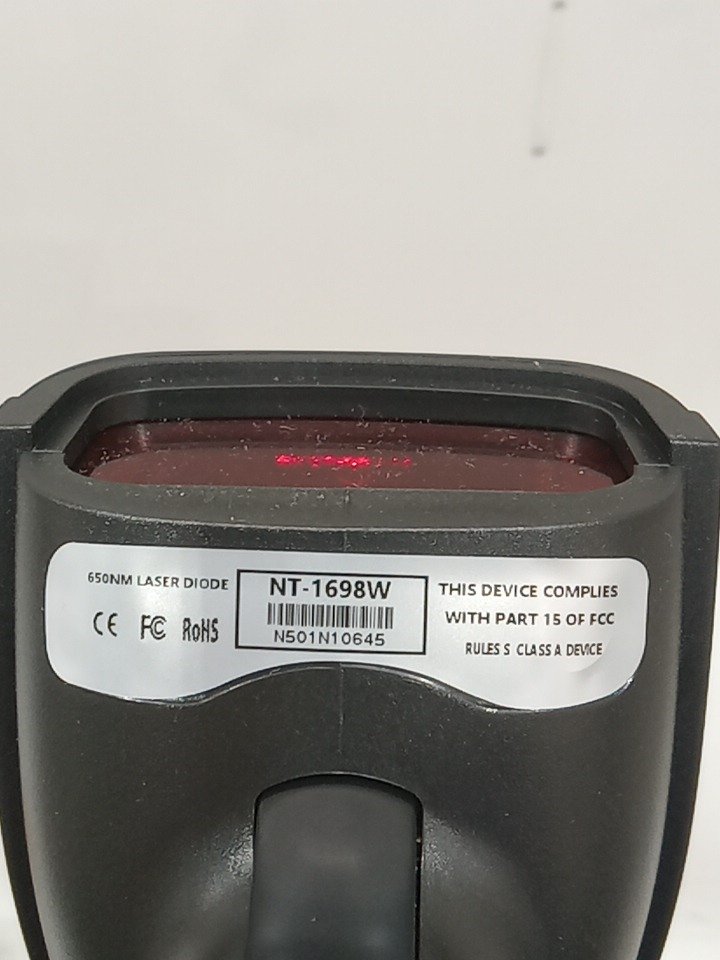 650NM LASER DIODE
CE FC RoHS
NT-1698W
N501N10645
THIS DEVICE COMPLIES
WITH PART 15 OF FCC
RULES S CLASS A DEVICE